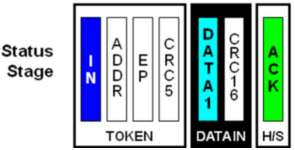 Status
Stage
IN
ADDR
EP
CRC5
DATA1
CRC16
ACK
TOKEN
DATAIN
H/S